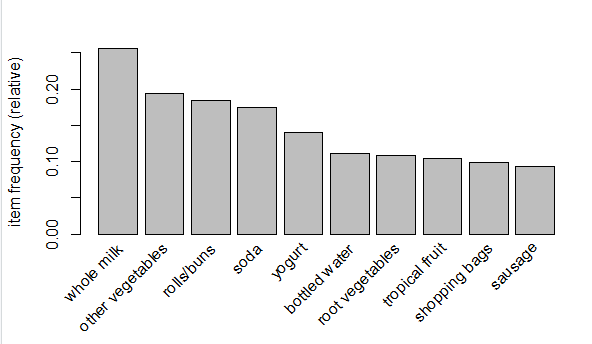 item frequency (relative)
0.20
0.10
0.00
whole milk
other vegetables
rolls/buns
soda
yogurt
bottled water
root vegetables
tropical fruit
shopping bags
sausage